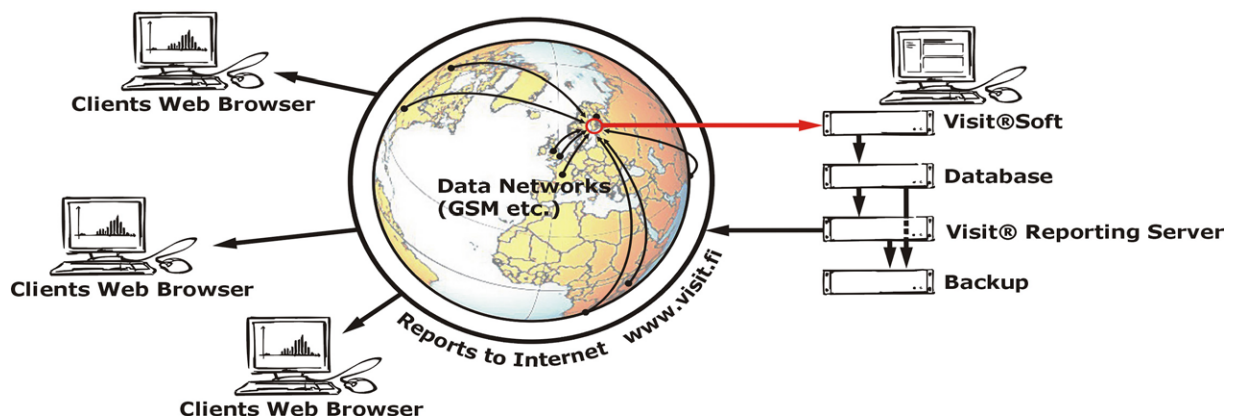 Clients Web Browser
Clients Web Browser
Clients Web Browser
Data Networks
(GSM etc.)
Reports to Internet www.visit.fi
Visit®Soft
Database
Visit® Reporting Server
Backup